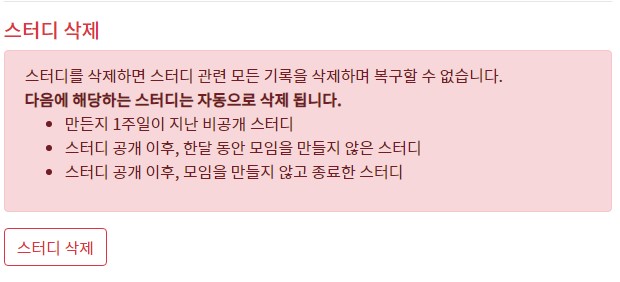 스터디 삭제
스터디를 삭제하면 스터디 관련 모든 기록을 삭제하며 복구할 수 없습니다.
다음에 해당하는 스터디는 자동으로 삭제 됩니다.
• 만든지 1주일이 지난 비공개 스터디
• 스터디 공개 이후, 한달 동안 모임을 만들지 않은 스터디
• 스터디 공개 이후, 모임을 만들지 않고 종료한 스터디
스터디 삭제